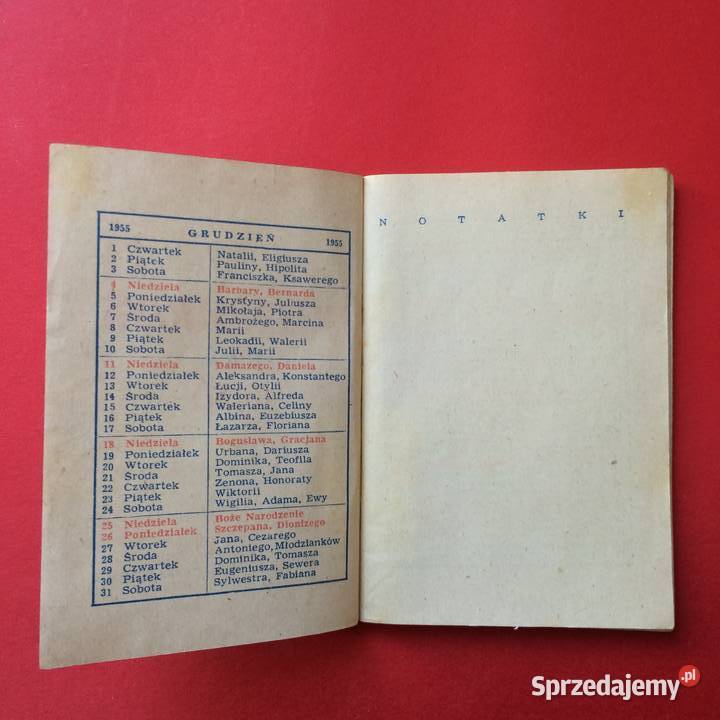 1955 GRUDZIEŃ 1955
1 Czwartek Natalii, Eligiusza
2 Piątek Pauliny, Hipolita
3 Sobota Franciszka, Ksawerego
4 Niedziela Barbary, Bernarda
5 Poniedziałek Krystyny, Juliusza
6 Wtorek Mikołaja, Piotra
7 Środa Ambrożego, Marcina
8 Czwartek Marii
9 Piątek Leokadii, Walerii
10 Sobota Julii, Marii
11 Niedziela Damazego, Daniela
12 Poniedziałek Aleksandra, Konstantego
13 Wtorek Łucji, Otylii
14 Środa Izydora, Alfreda
15 Czwartek Waleriana, Celiny
16 Piątek Albina, Euzebiusza
17 Sobota Łazarza, Floriana
18 Niedziela Bogusława, Gracjana
19 Poniedziałek Urbana, Dariusza
20 Wtorek Dominika, Teofila
21 Środa Tomasza, Jana
22 Czwartek Zenona, Honoraty
23 Piątek Wiktorii
24 Sobota Wigilia, Adama, Ewy
25 Niedziela Boże Narodzenie
26 Poniedziałek Szczepana, Dionizego
27 Wtorek Jana, Cezarego
28 Środa Antoniego, Młodzianków
29 Czwartek Dominika, Tomasza
30 Piątek Eugeniusza, Sewera
31 Sobota Sylwestra, Fabiana
NOTATKI
Sprzedajemy.pl